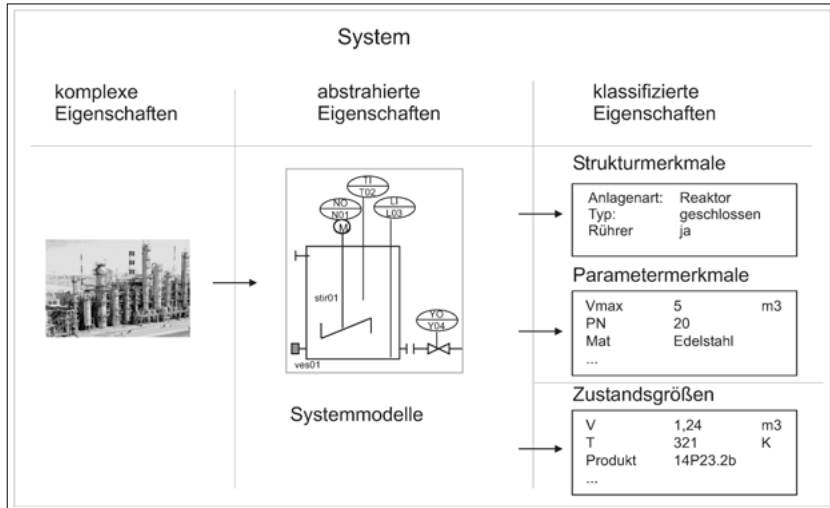 System
komplexe
Eigenschaften
abstrahierte
Eigenschaften
klassifizierte
Eigenschaften
TI
T02
NO
N01
LI
L03
M
stir01
YO
Y04
ves01
Systemmodelle
Strukturmerkmale
Anlagenart: Reaktor
Typ: geschlossen
Rührer ja
Parametermerkmale
Vmax 5 m3
PN 20
Mat Edelstahl
...
Zustandsgrößen
V 1,24 m3
T 321 K
Produkt 14P23.2b
...